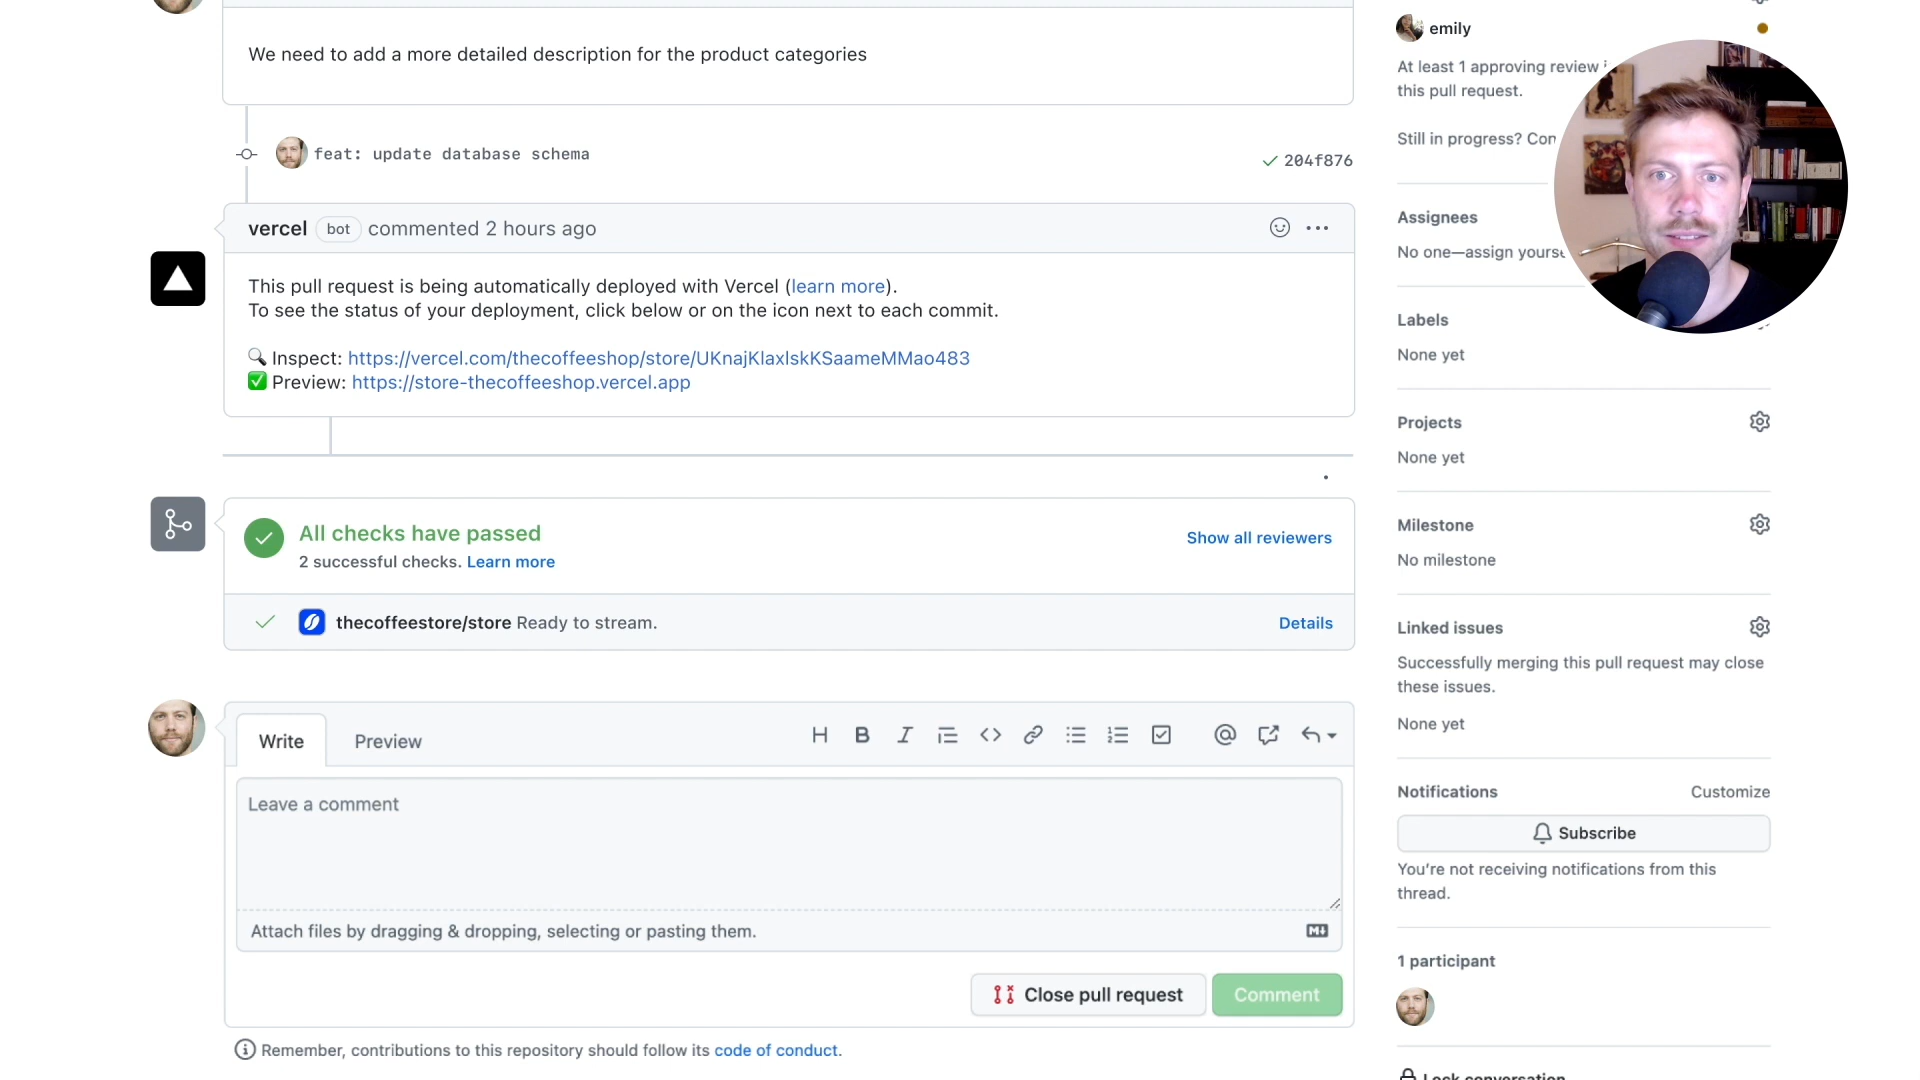 We need to add a more detailed description for the product categories
feat: update database schema
204f876
vercel bot commented 2 hours ago
This pull request is being automatically deployed with Vercel (learn more).
To see the status of your deployment, click below or on the icon next to each commit.
Inspect: https://vercel.com/thecoffeeshop/store/UKnajKlaxlskKSaameMMao483
Preview: https://store-thecoffeeshop.vercel.app
All checks have passed
2 successful checks. Learn more
Show all reviewers
thecoffeestore/store Ready to stream.
Details
Write
Preview
Leave a comment
Attach files by dragging & dropping, selecting or pasting them.
Close pull request
Comment
Remember, contributions to this repository should follow its code of conduct.
emily
At least 1 approving review
this pull request.
Still in progress?
Assignees
No one—assign
Labels
None yet
Projects
None yet
Milestone
No milestone
Linked issues
Successfully merging this pull request may close
these issues.
None yet
Notifications
Customize
Subscribe
You’re not receiving notifications from this
thread.
1 participant
Lock conversation